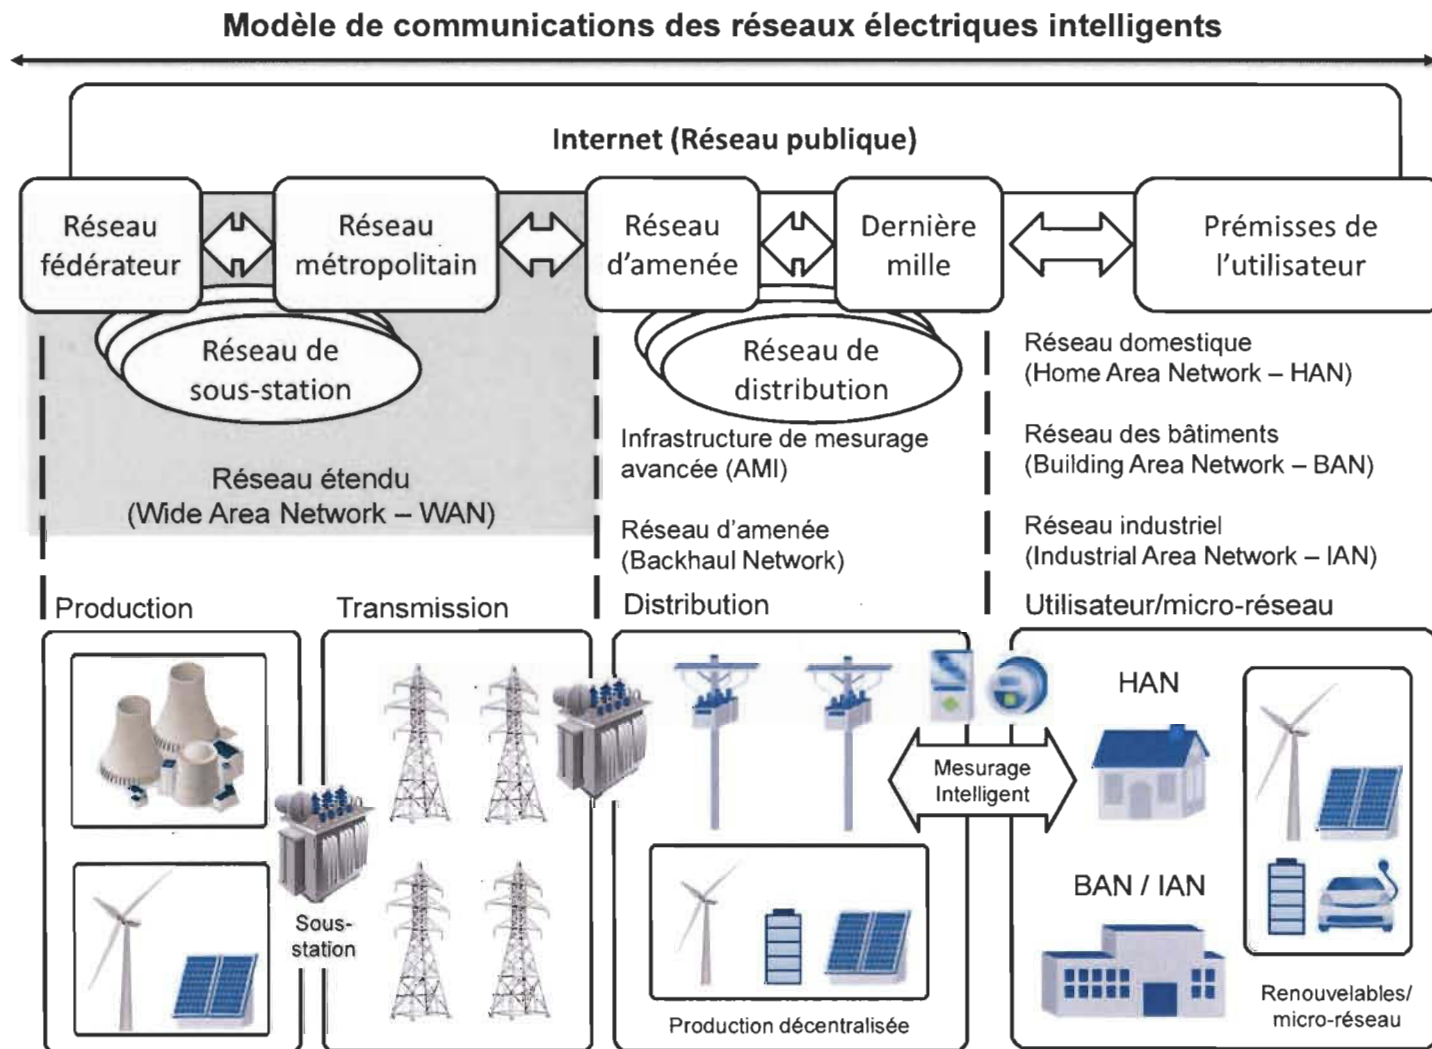 Modèle de communications des réseaux électriques intelligents
Internet (Réseau publique)
Réseau
fédérateur
Réseau
métropolitain
Réseau
d'amenée
Dernière
mille
Prémisses de
l'utilisateur
Réseau de
sous-station
Réseau de
distribution
Réseau étendu
(Wide Area Network – WAN)
Infrastructure de mesurage
avancée (AMI)
Réseau d'amenée
(Backhaul Network)
Réseau domestique
(Home Area Network – HAN)
Réseau des bâtiments
(Building Area Network – BAN)
Réseau industriel
(Industrial Area Network – IAN)
Production
Transmission
Distribution
Utilisateur/micro-réseau
Sous-
station
Mesurage
Intelligent
Production décentralisée
HAN
BAN / IAN
Renouvelables/
micro-réseau